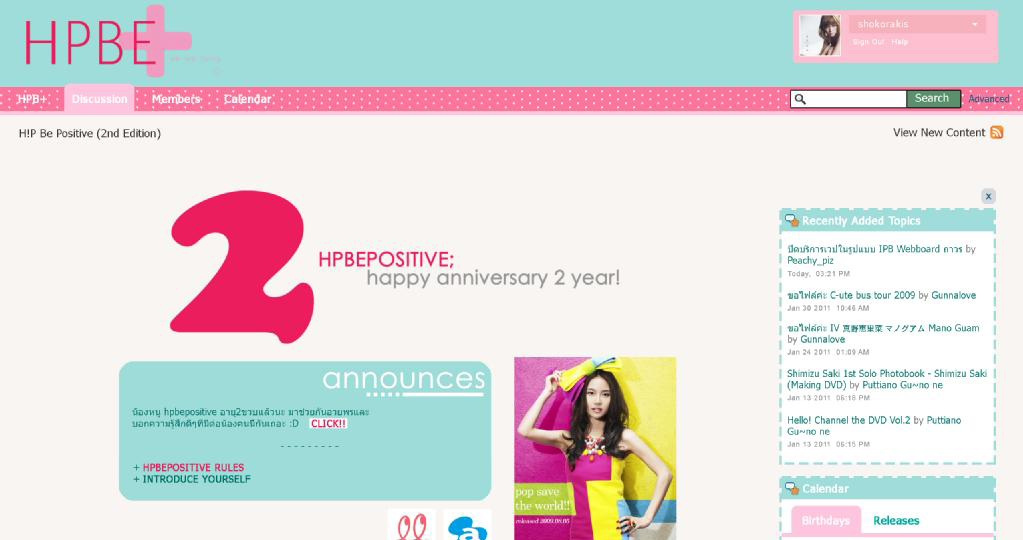 HPBE
shokorakis
Sign Out Help
HPB+ Discussion Members Calendar
Search Advanced
H!P Be Positive (2nd Edition)
View New Content
x
2
HPBEPOSITIVE;
happy anniversary 2 year!
announces
น้องหนู hpbepositive อายุ2ขวบแล้วนะ มาช่วยกันอวยพรและ
บอกความรู้สึกดีๆที่มีต่อน้องคนนี้กันเถอะ :D CLICK!!
- - - - - - - - -
+ HPBEPOSITIVE RULES
+ INTRODUCE YOURSELF
pop save
the world!!
released 2009.08.05
Recently Added Topics
ปิดบริการเวปในรูปแบบ IPB Webboard ถาวร by
Peachy_piz
Today, 03:21 PM
ขอไฟล์ค่ะ C-ute bus tour 2009 by Gunnalove
Jan 30 2011 10:46 AM
ขอไฟล์ค่ะ IV 真野恵里菜 マノグアム Mano Guam
by Gunnalove
Jan 24 2011 01:09 AM
Shimizu Saki 1st Solo Photobook - Shimizu Saki
(Making DVD) by Puttiano Gu~no ne
Jan 13 2011 06:18 PM
Hello! Channel the DVD Vol.2 by Puttiano
Gu~no ne
Jan 13 2011 06:15 PM
Calendar
Birthdays Releases